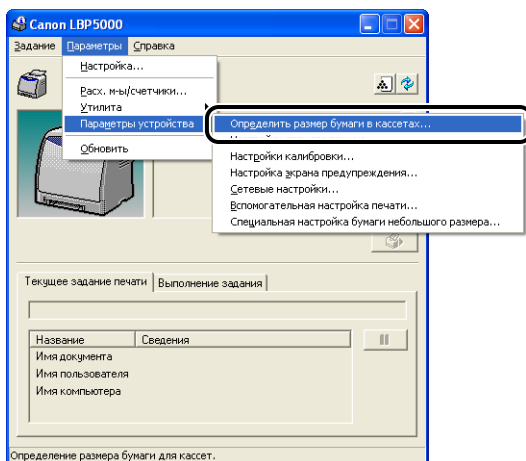 Canon LBP5000
Задание Параметры Справка
Настройка...
Расх. м-ы/счетчики...
Утилита
Параметры устройства
Определить размер бумаги в кассетах...
Обновить
Настройки калибровки...
Настройка экрана предупреждения...
Сетевые настройки...
Вспомогательная настройка печати...
Специальная настройка бумаги небольшого размера...
Текущее задание печати Выполнение задания
Название Сведения
Имя документа
Имя пользователя
Имя компьютера
Определение размера бумаги для кассет.